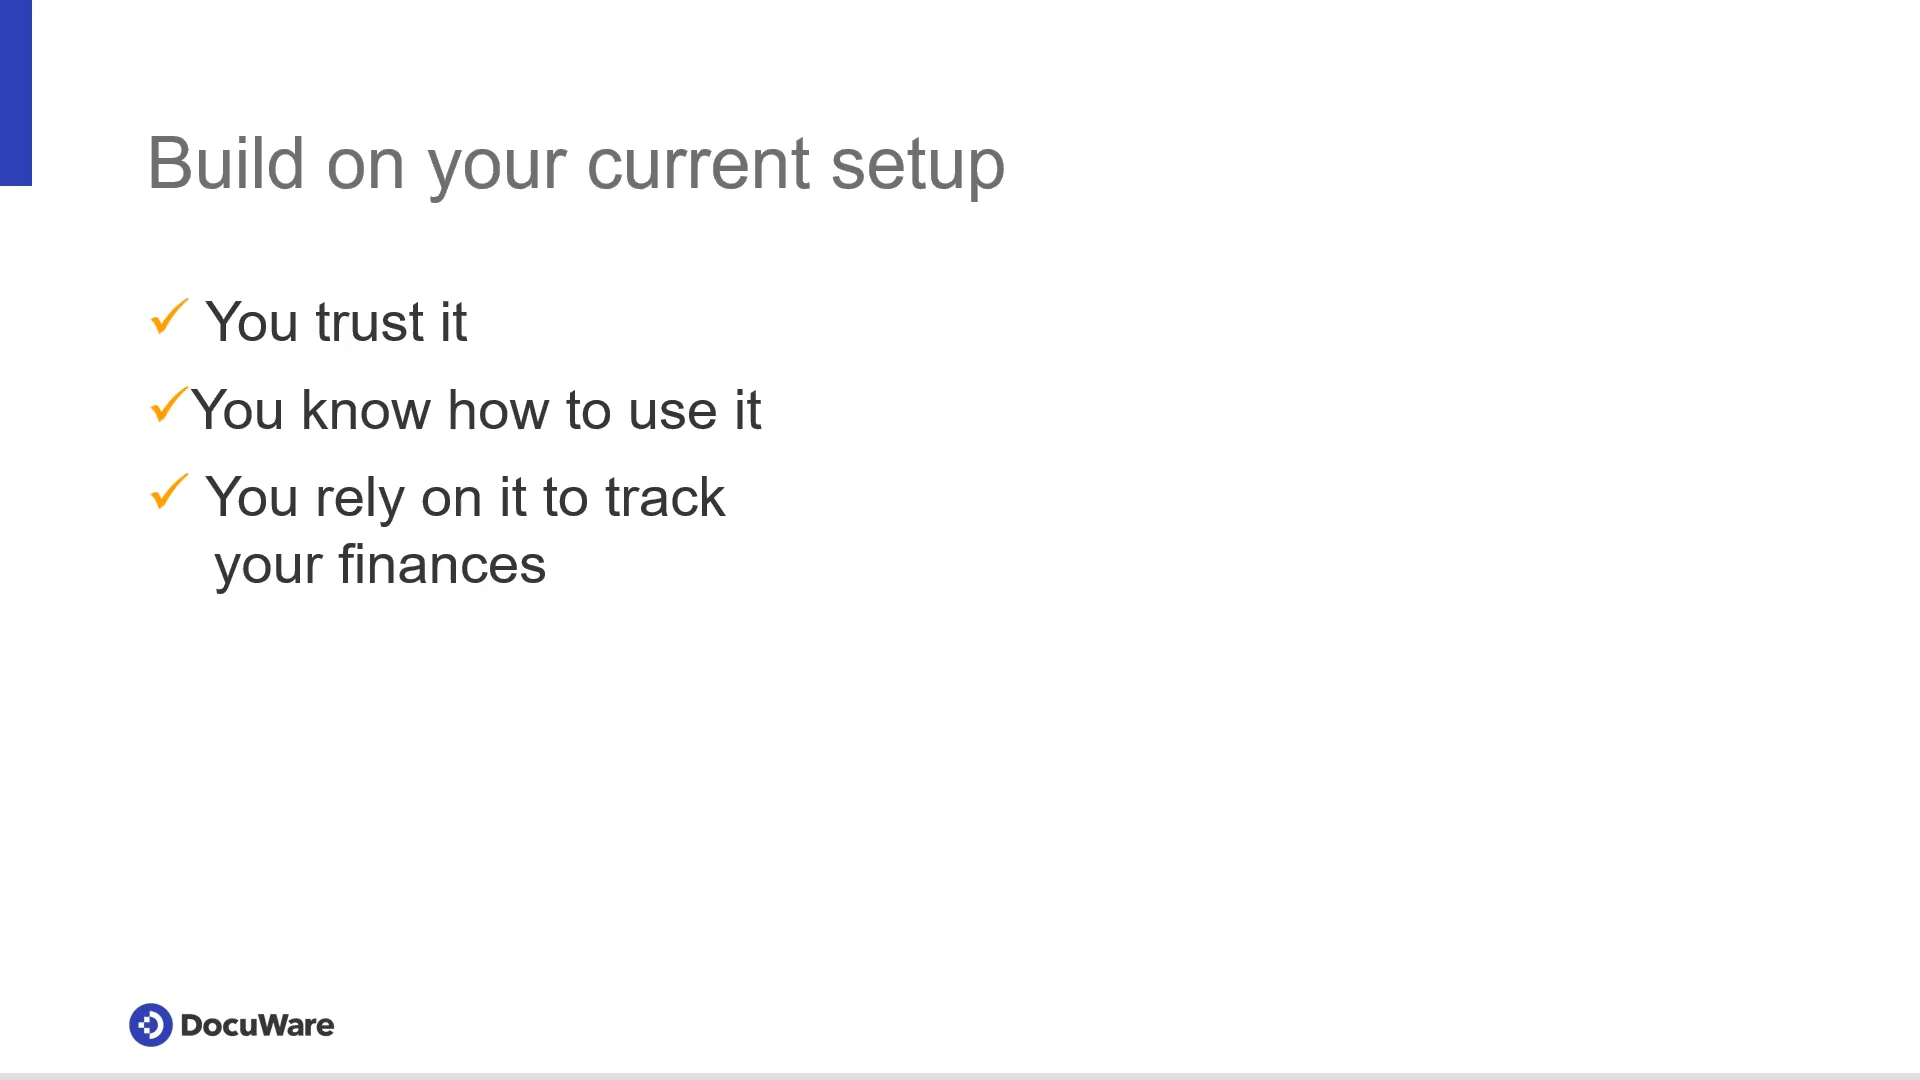 Build on your current setup
You trust it
You know how to use it
You rely on it to track
your finances
DocuWare